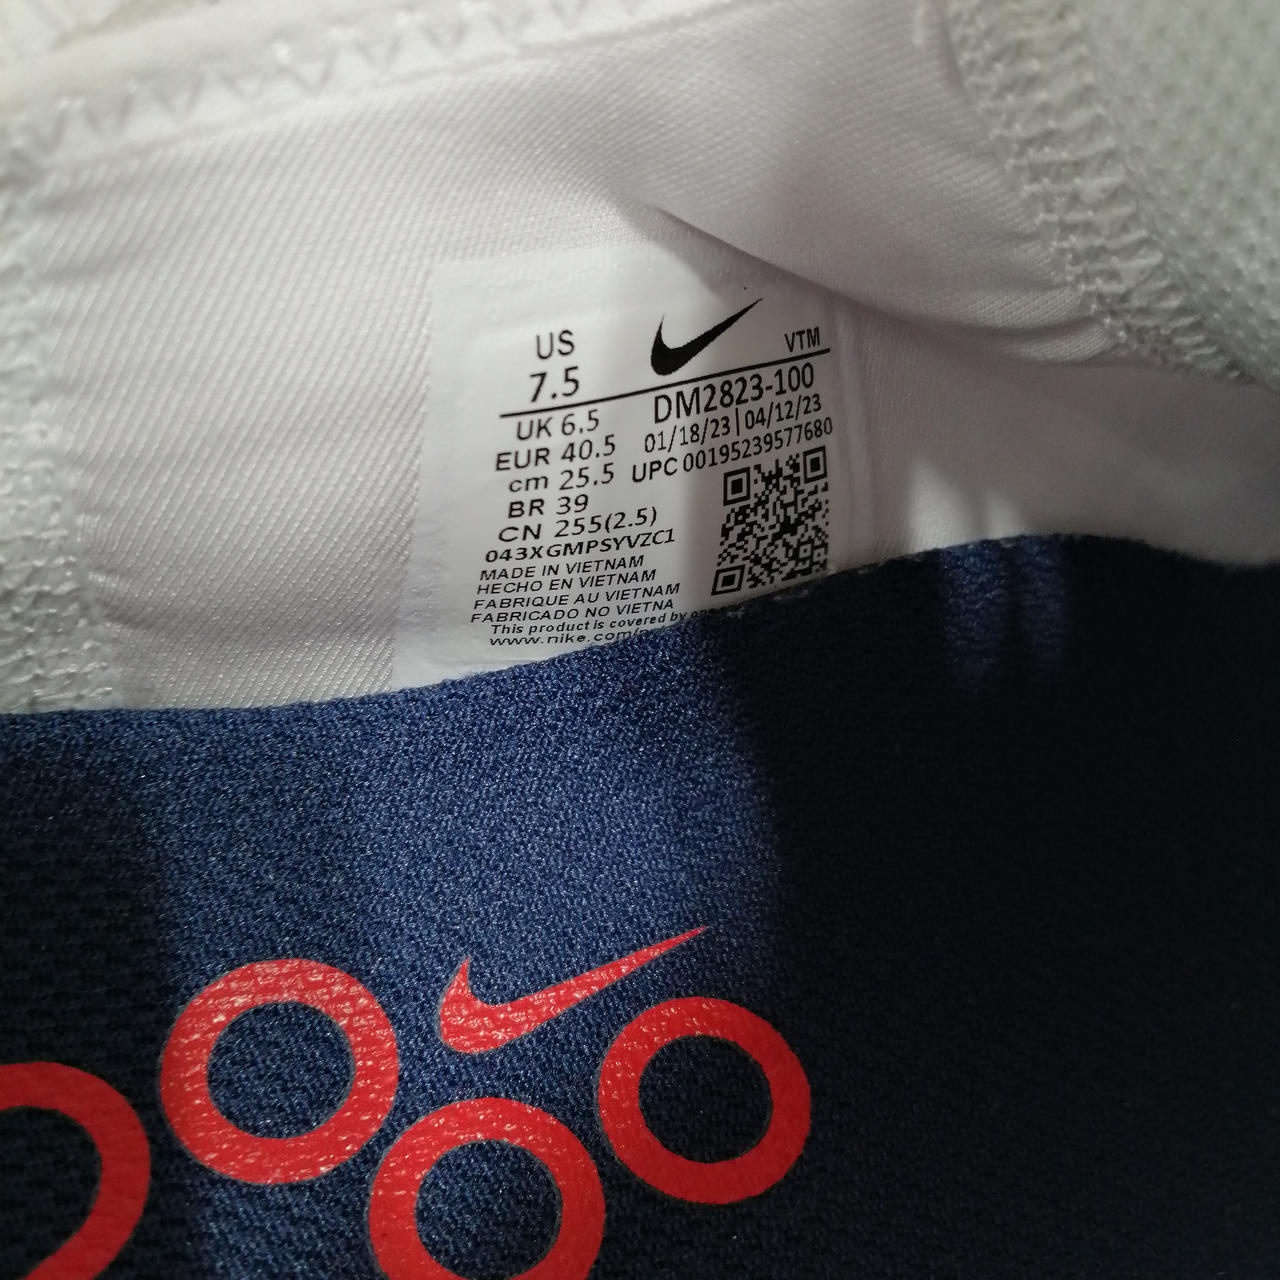 US
7.5
VTM
UK 6.5
EUR 40.5
cm 25.5
BR 39
CN 255(2.5)
DM2823-100
01/18/23|04/12/23
UPC 00195239577680
043XGMPSYVZC1
MADE IN VIETNAM
HECHO EN VIETNAM
FABRIQUE AU VIETNAM
FABRICADO NO VIETNA
This product is covered by one
www.nike.com/